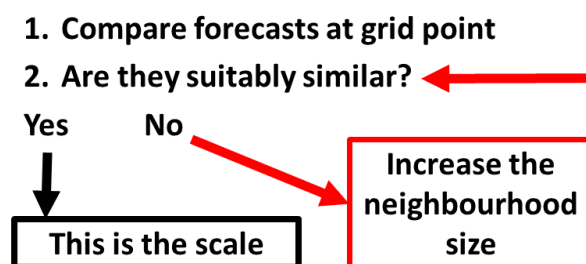 1. Compare forecasts at grid point
2. Are they suitably similar?
Yes No
Increase the
neighbourhood
size
This is the scale